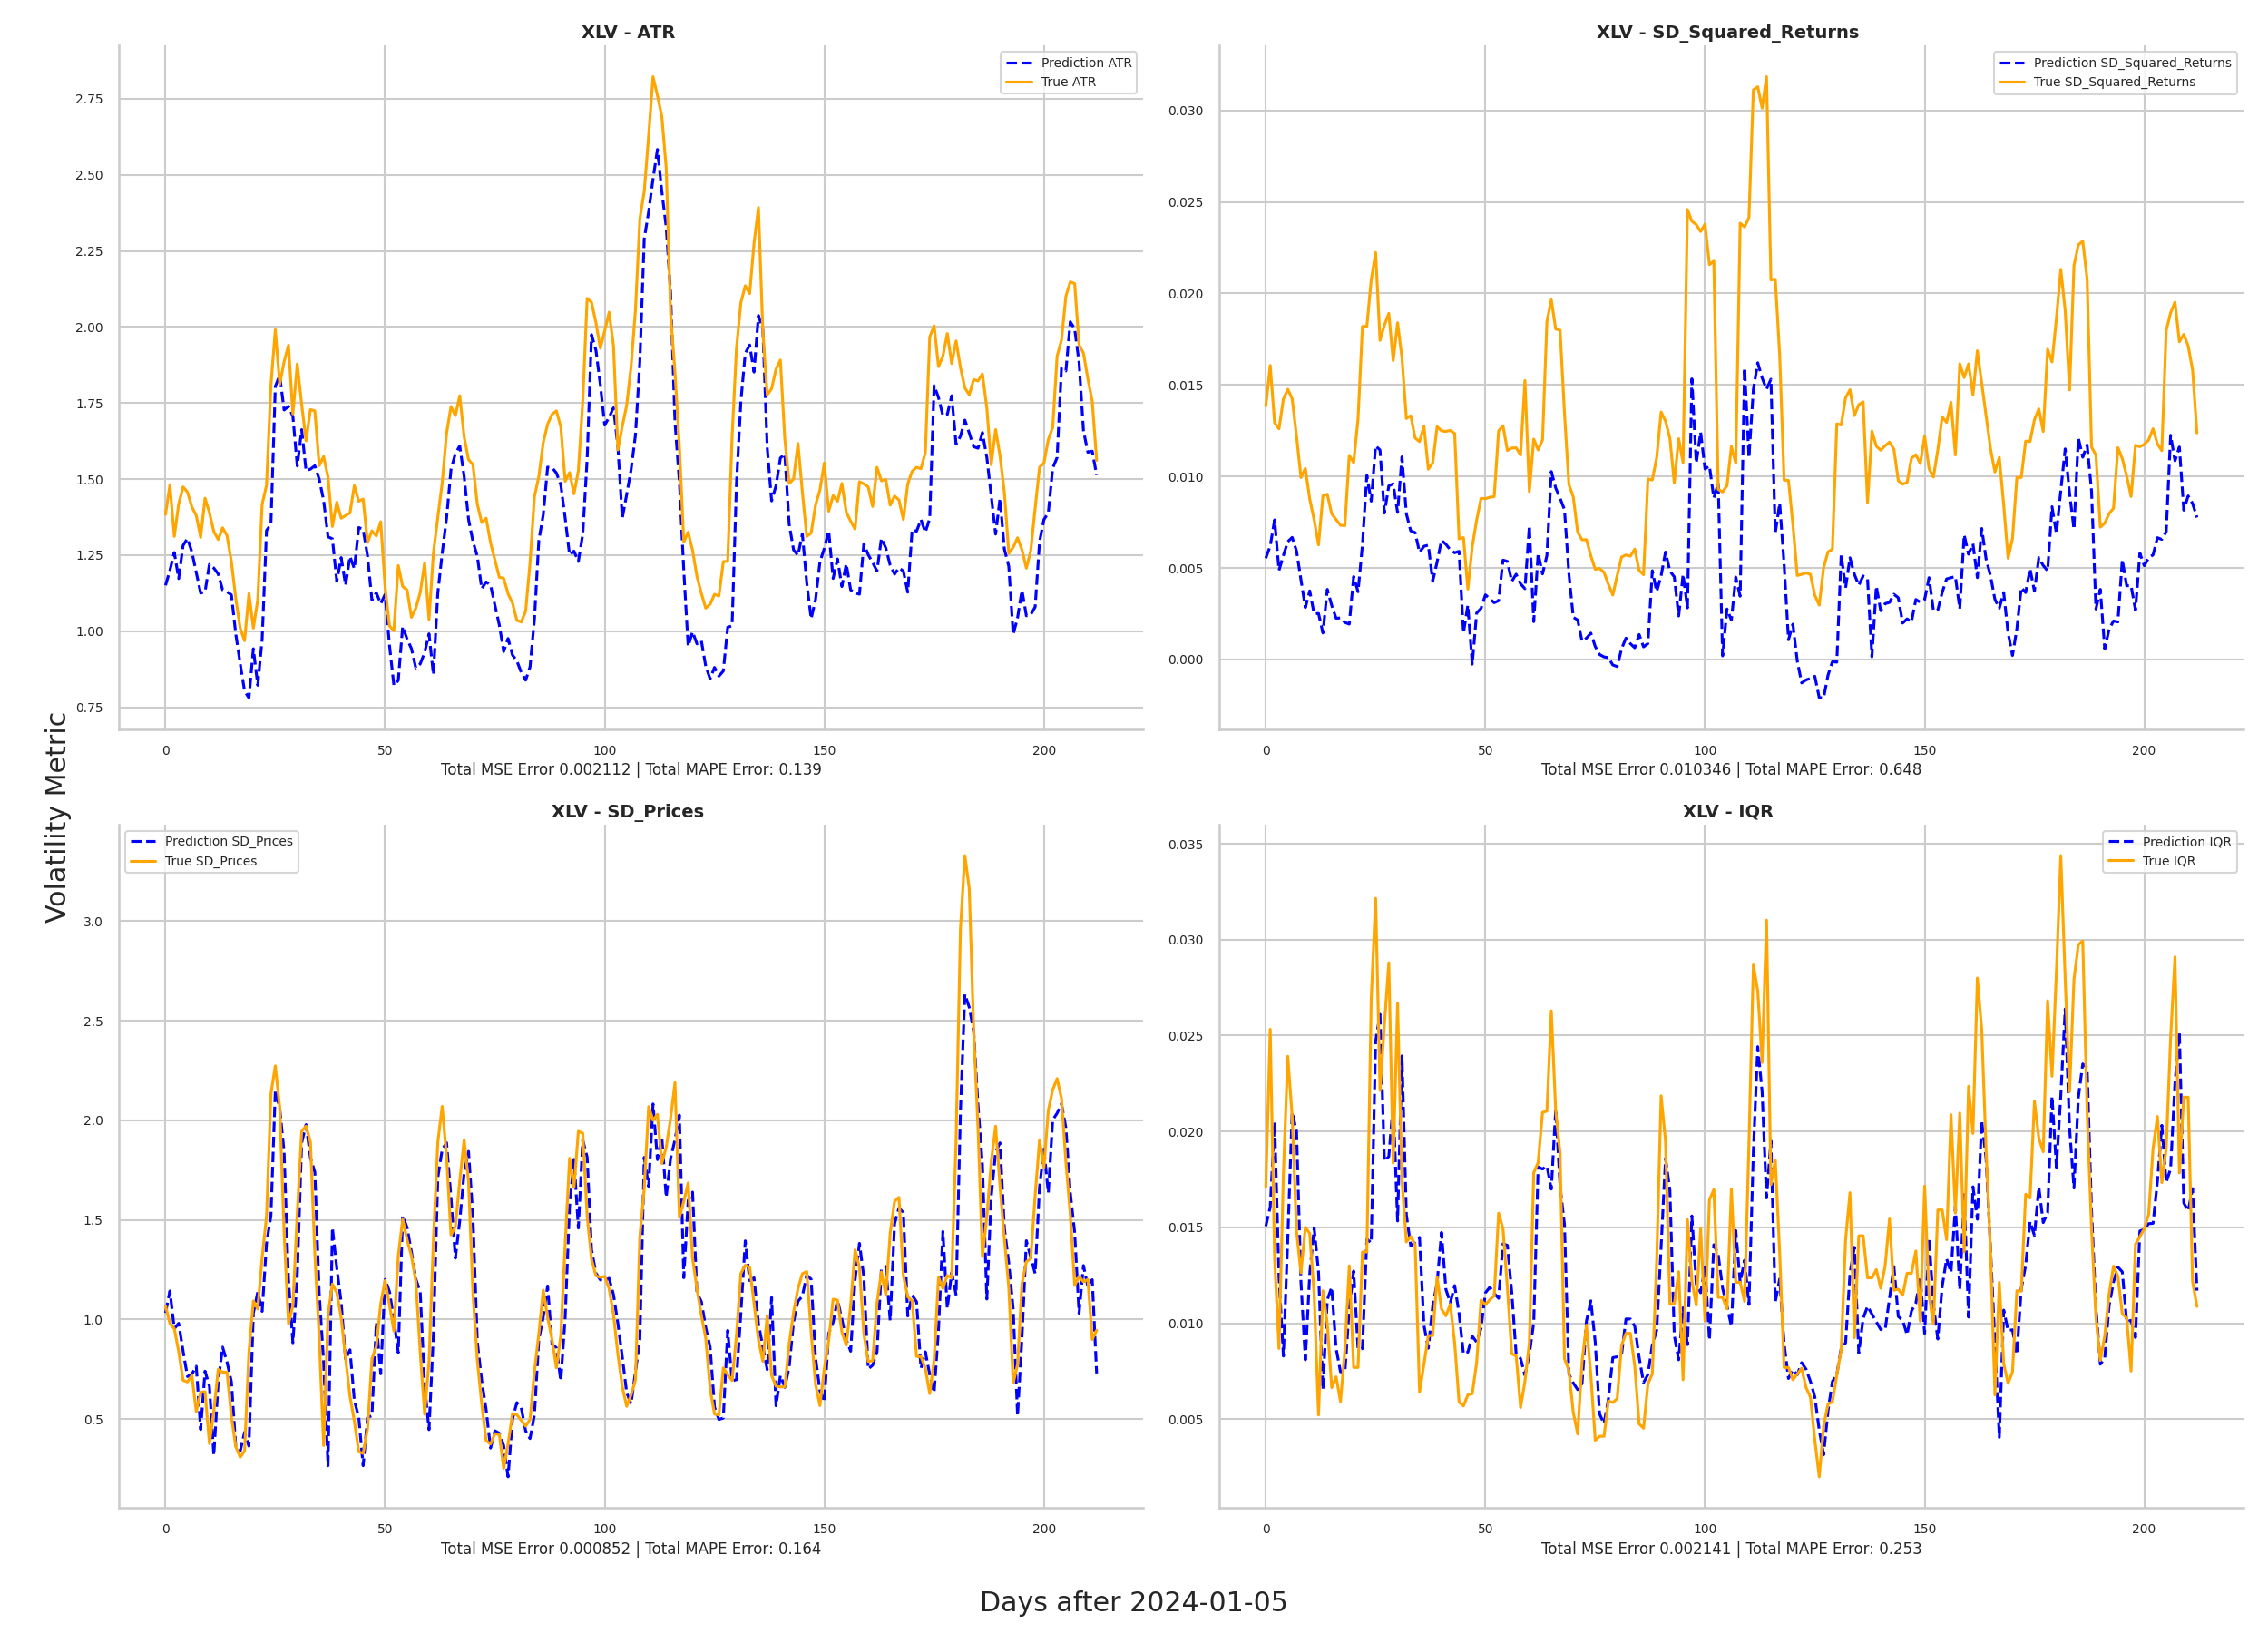 XLV - ATR
Prediction ATR
True ATR
2.75
2.50
2.25
2.00
1.75
1.50
1.25
1.00
0.75
0
50
100
150
200
Total MSE Error 0.002112 | Total MAPE Error: 0.139
XLV - SD_Squared_Returns
Prediction SD_Squared_Returns
True SD_Squared_Returns
0.030
0.025
0.020
0.015
0.010
0.005
0.000
0
50
100
150
200
Total MSE Error 0.010346 | Total MAPE Error: 0.648
Volatility Metric
XLV - SD_Prices
Prediction SD_Prices
True SD_Prices
3.0
2.5
2.0
1.5
1.0
0.5
0
50
100
150
200
Total MSE Error 0.000852 | Total MAPE Error: 0.164
XLV - IQR
Prediction IQR
True IQR
0.035
0.030
0.025
0.020
0.015
0.010
0.005
0
50
100
150
200
Total MSE Error 0.002141 | Total MAPE Error: 0.253
Days after 2024-01-05